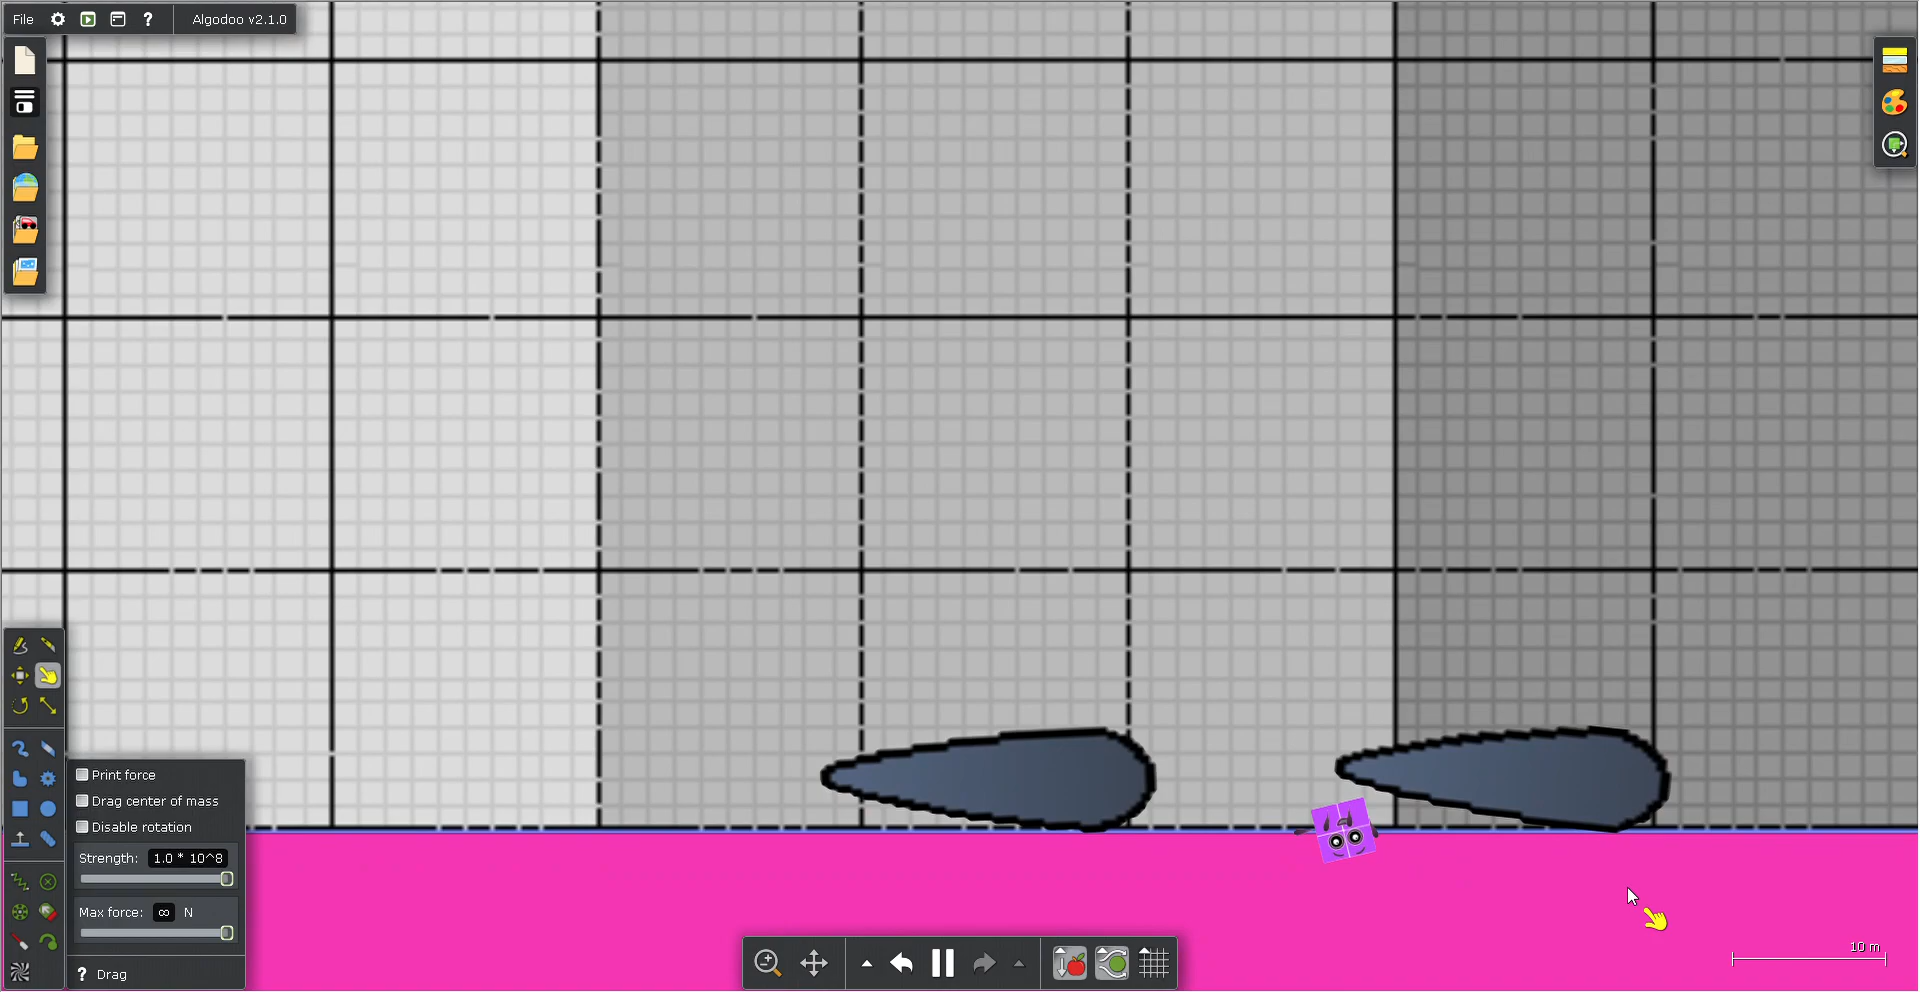 File ? Algodoo v2.1.0
Print force
Drag center of mass
Disable rotation
Strength: 1.0 * 10^8
Max force: ∞ N
? Drag
10 m